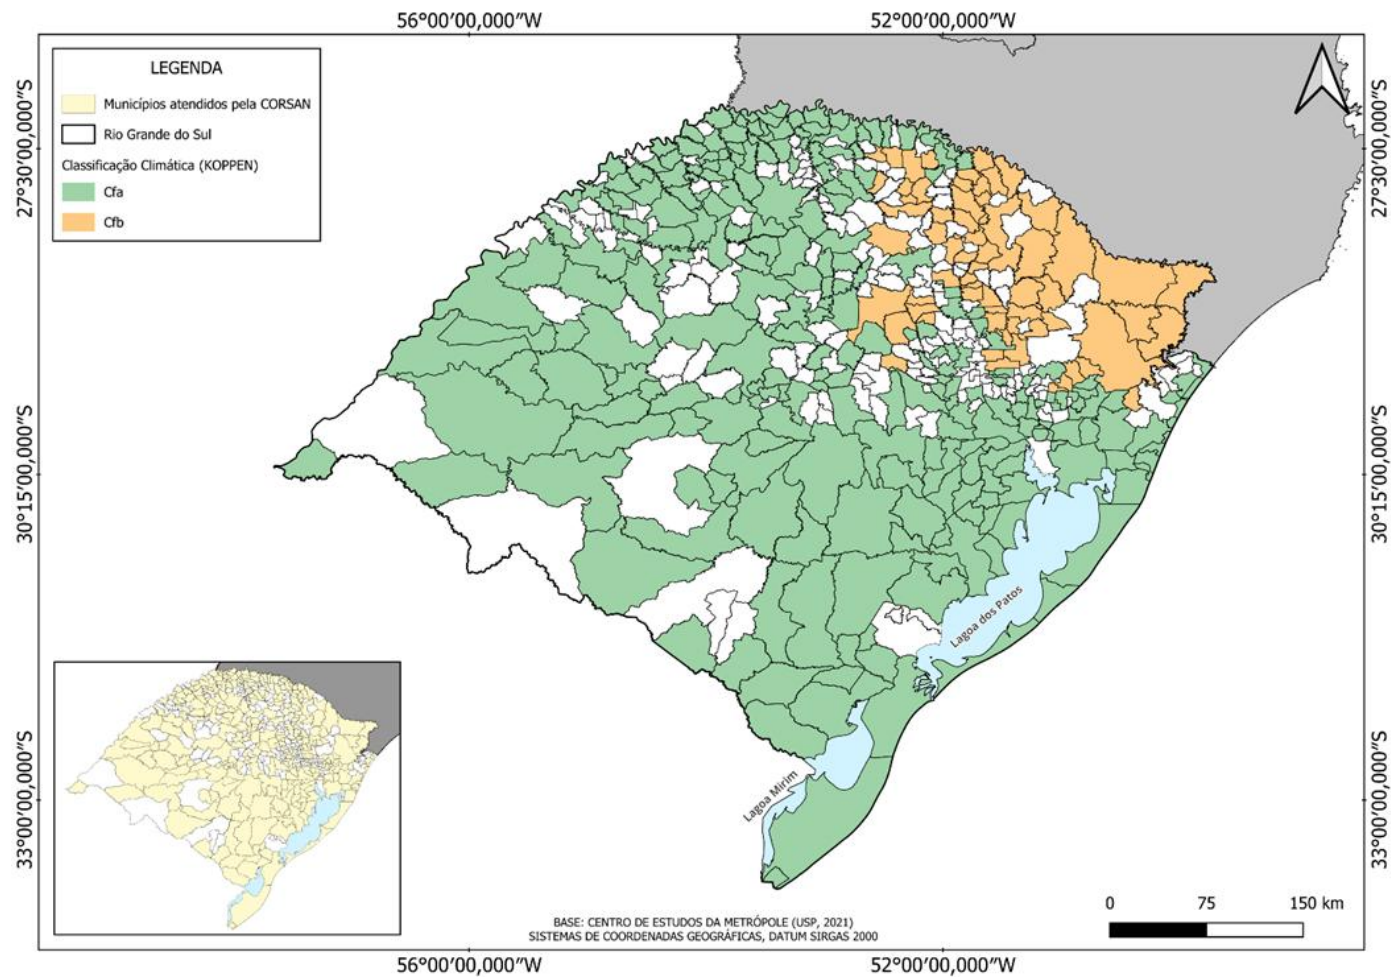 56°00′00,000″W
52°00′00,000″W
LEGENDA
Municípios atendidos pela CORSAN
Rio Grande do Sul
Classificação Climática (KOPPEN)
Cfa
Cfb
27°30′00,000″S
27°30′00,000″S
30°15′00,000″S
30°15′00,000″S
Lagoa dos Patos
Lagoa Mirim
33°00′00,000″S
33°00′00,000″S
0 75 150 km
BASE: CENTRO DE ESTUDOS DA METRÓPOLE (USP, 2021)
SISTEMAS DE COORDENADAS GEOGRÁFICAS, DATUM SIRGAS 2000
56°00′00,000″W
52°00′00,000″W